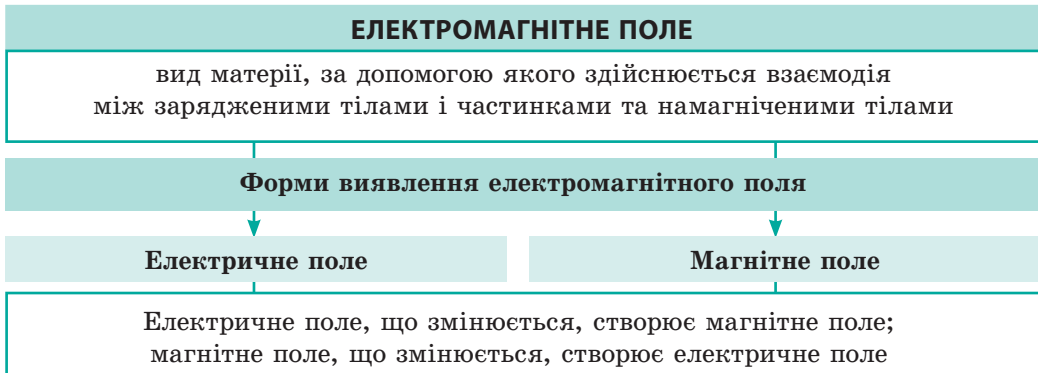 ЕЛЕКТРОМАГНІТНЕ ПОЛЕ
вид матерії, за допомогою якого здійснюється взаємодія
між зарядженими тілами і частинками та намагніченими тілами
Форми виявлення електромагнітного поля
Електричне поле
Магнітне поле
Електричне поле, що змінюється, створює магнітне поле;
магнітне поле, що змінюється, створює електричне поле